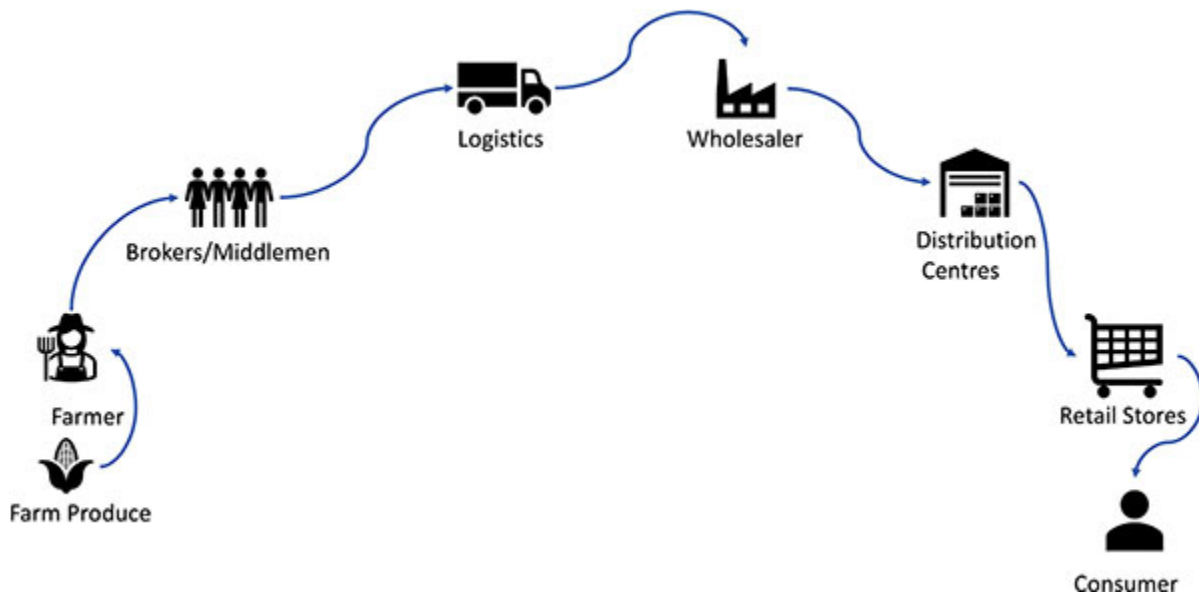 Farm Produce
Farmer
Brokers/Middlemen
Logistics
Wholesaler
Distribution
Centres
Retail Stores
Consumer